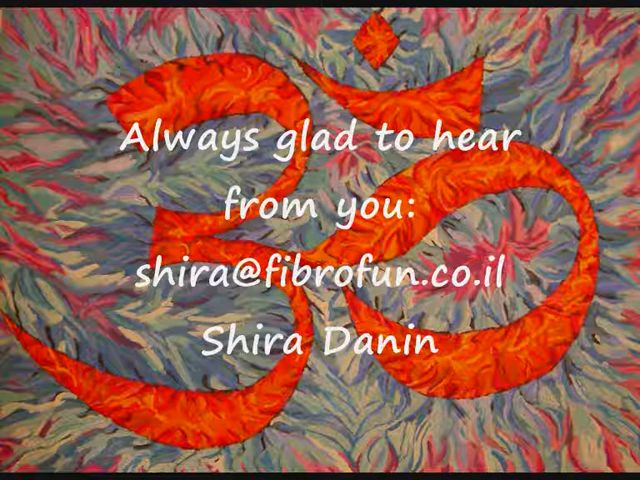 Always glad to hear
from you:
shira@fibrofun.co.il
Shira Danin